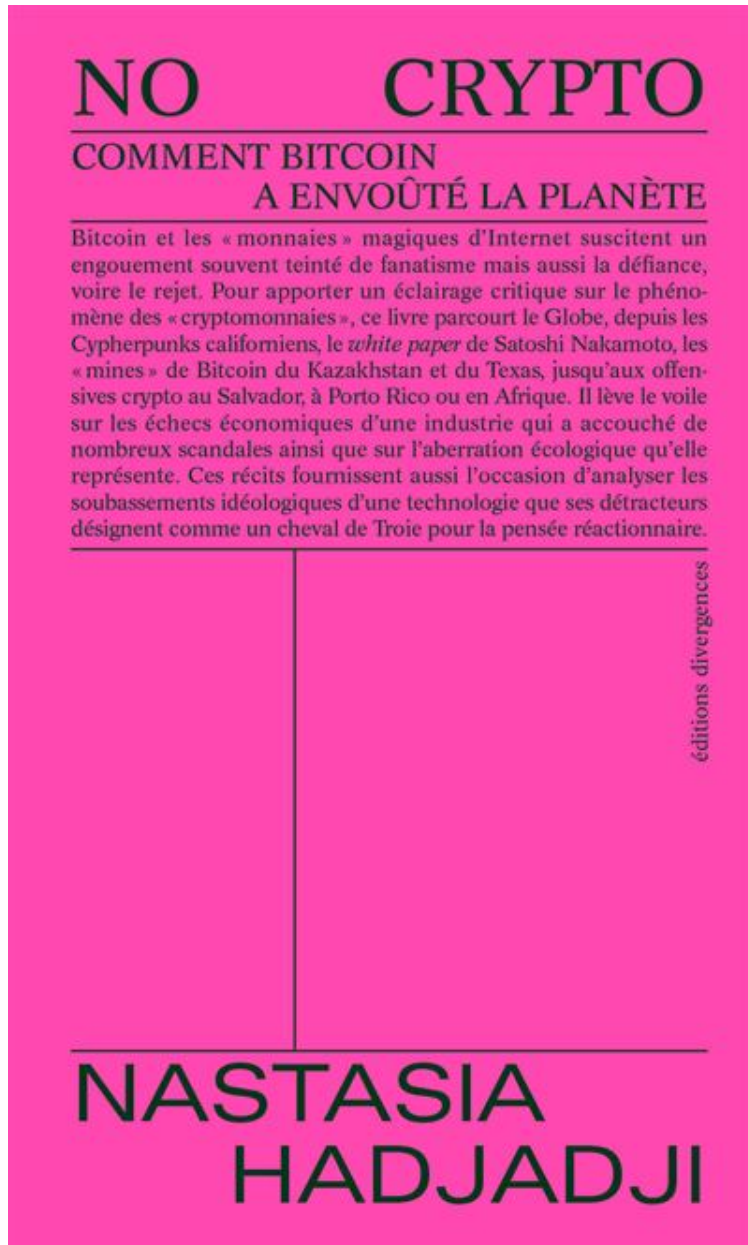 NO CRYPTO
COMMENT BITCOIN
A ENVOÛTÉ LA PLANÈTE
Bitcoin et les « monnaies » magiques d’Internet suscitent un
engouement souvent teinté de fanatisme mais aussi la défiance,
voire le rejet. Pour apporter un éclairage critique sur le phéno-
mène des « cryptomonnaies », ce livre parcourt le Globe, depuis les
Cypherpunks californiens, le white paper de Satoshi Nakamoto, les
« mines » de Bitcoin du Kazakhstan et du Texas, jusqu’aux offen-
sives crypto au Salvador, à Porto Rico ou en Afrique. Il lève le voile
sur les échecs économiques d’une industrie qui a accouché de
nombreux scandales ainsi que sur l’aberration écologique qu’elle
représente. Ces récits fournissent aussi l’occasion d’analyser les
soubassements idéologiques d’une technologie que ses détracteurs
désignent comme un cheval de Troie pour la pensée réactionnaire.
éditions divergences
NASTASIA
HADJADJI